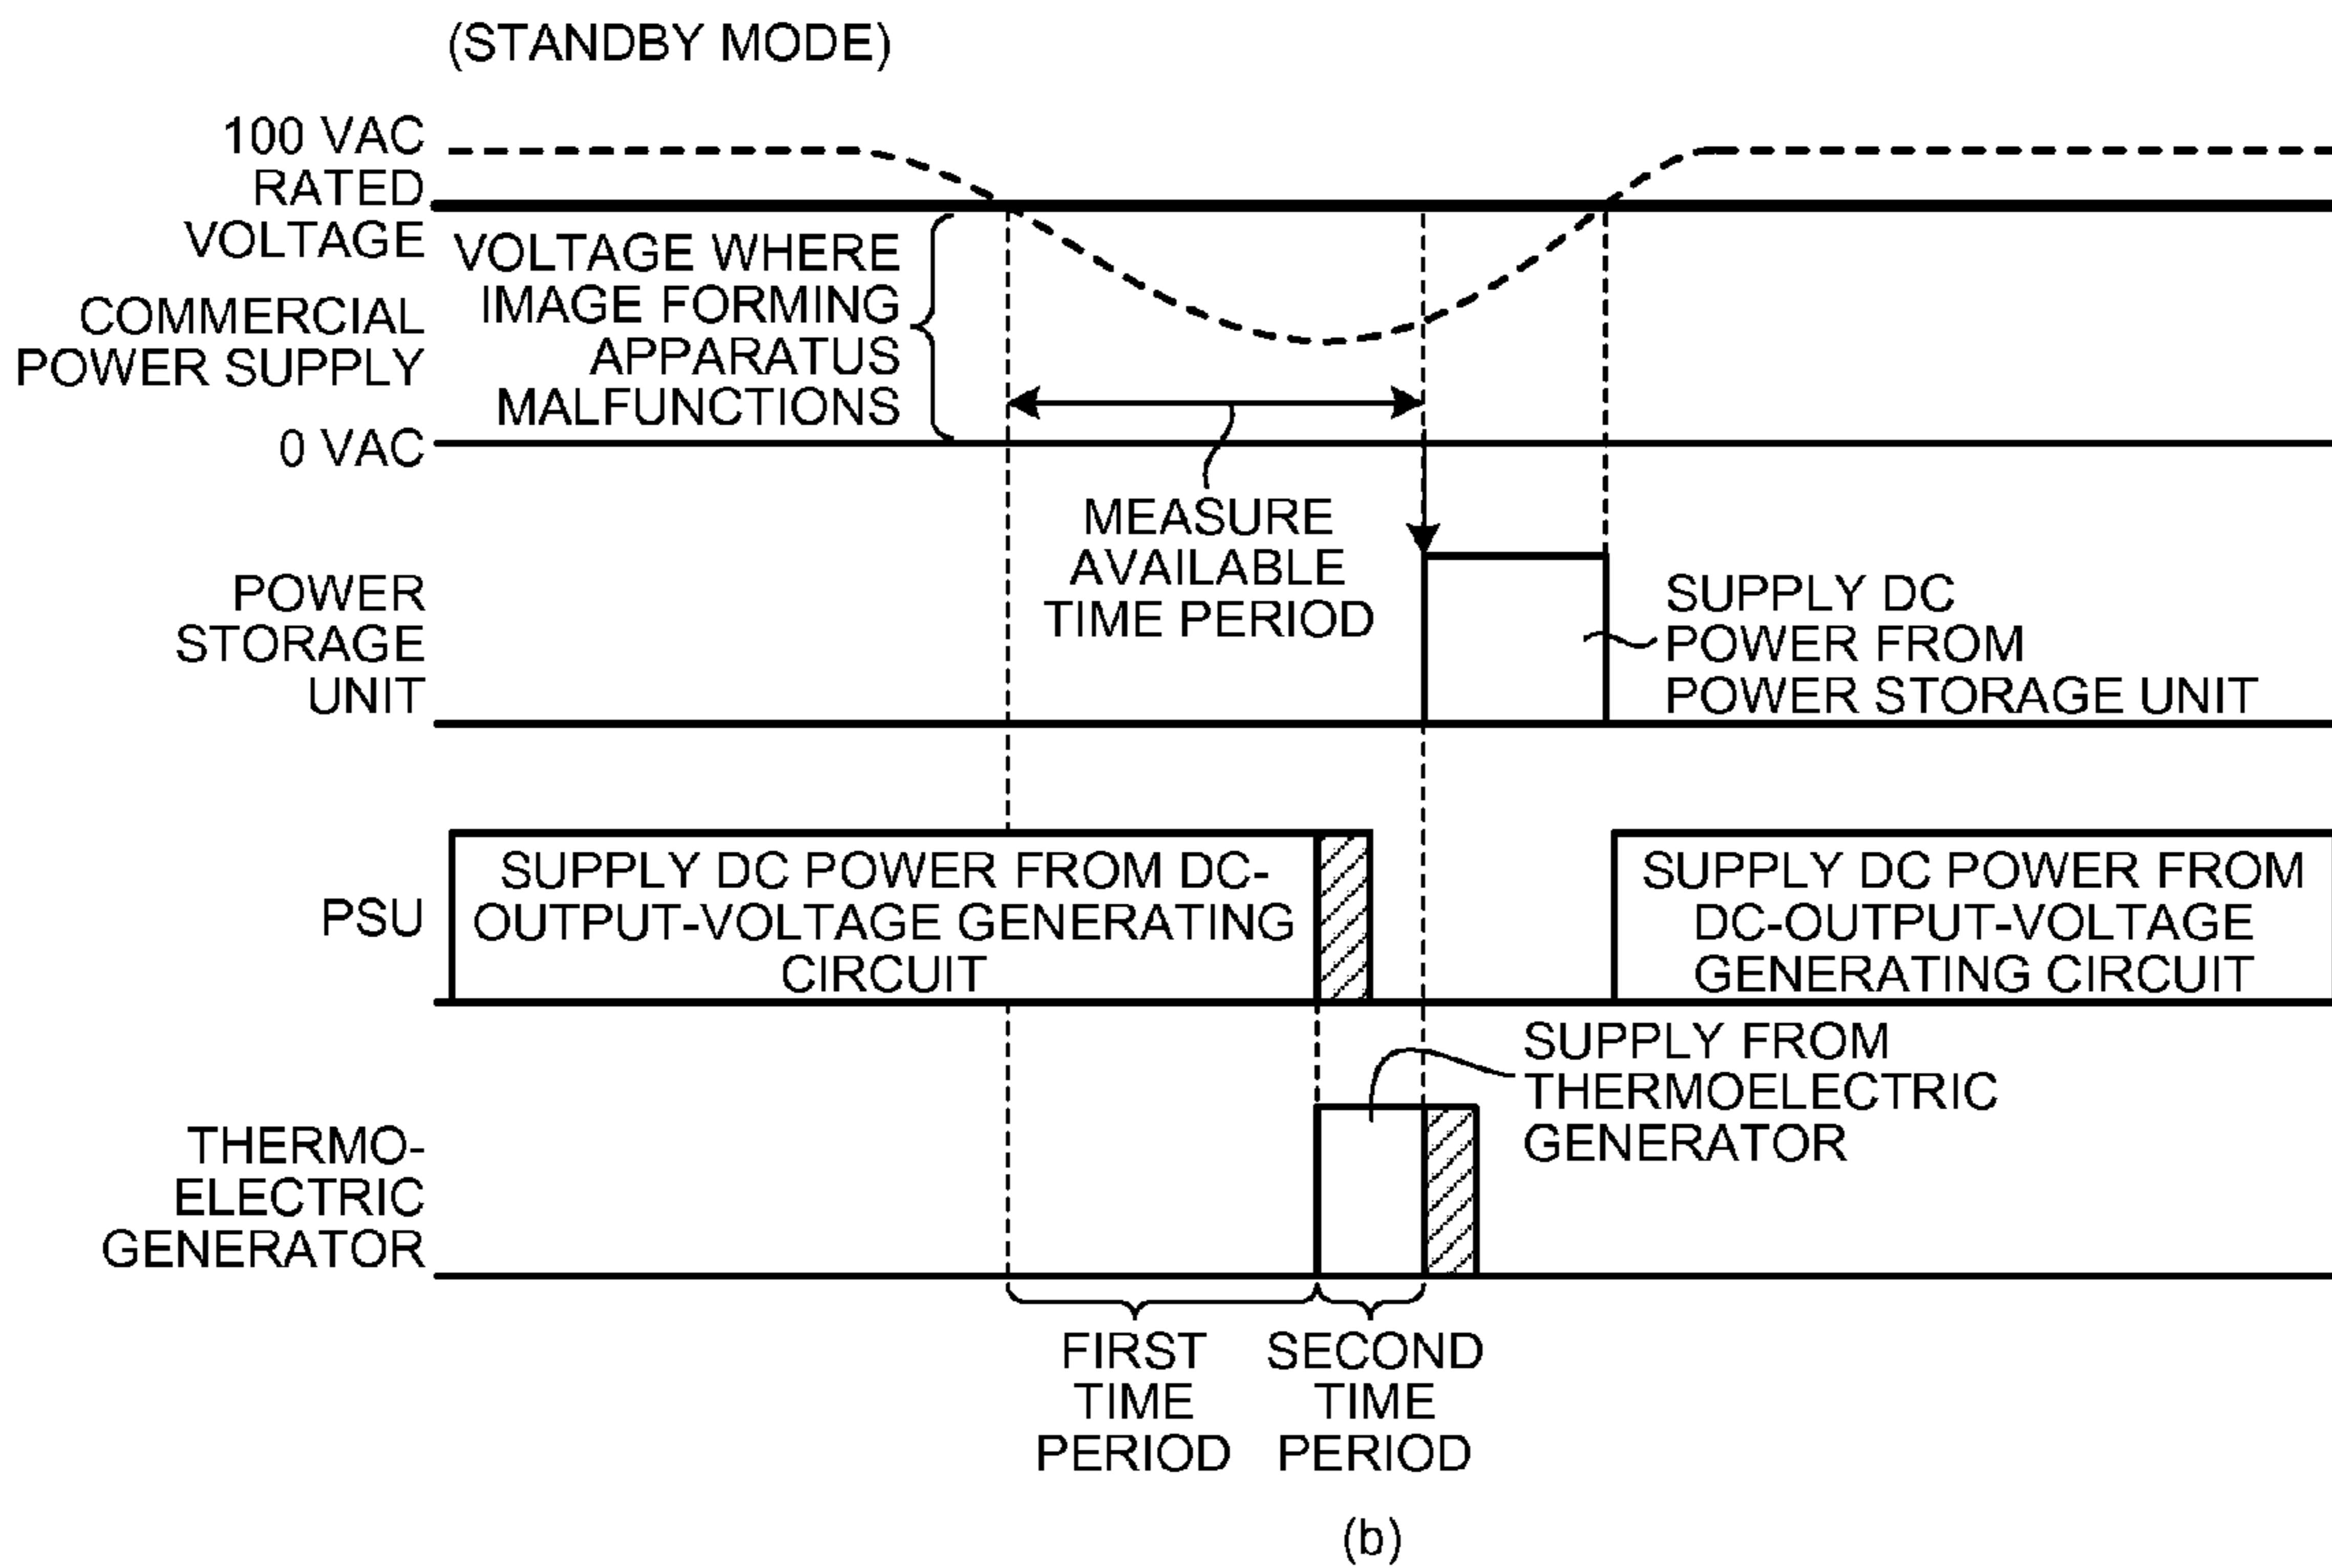 (STANDBY MODE)
100 VAC
RATED
VOLTAGE
COMMERCIAL
POWER SUPPLY
0 VAC
VOLTAGE WHERE
IMAGE FORMING
APPARATUS
MALFUNCTIONS
MEASURE
AVAILABLE
TIME PERIOD
POWER
STORAGE
UNIT
SUPPLY DC
POWER FROM
POWER STORAGE UNIT
PSU
SUPPLY DC POWER FROM DC-
OUTPUT-VOLTAGE GENERATING
CIRCUIT
SUPPLY DC POWER FROM
DC-OUTPUT-VOLTAGE
GENERATING CIRCUIT
SUPPLY FROM
THERMOELECTRIC
GENERATOR
THERMO-
ELECTRIC
GENERATOR
FIRST
TIME
PERIOD
SECOND
TIME
PERIOD
(b)